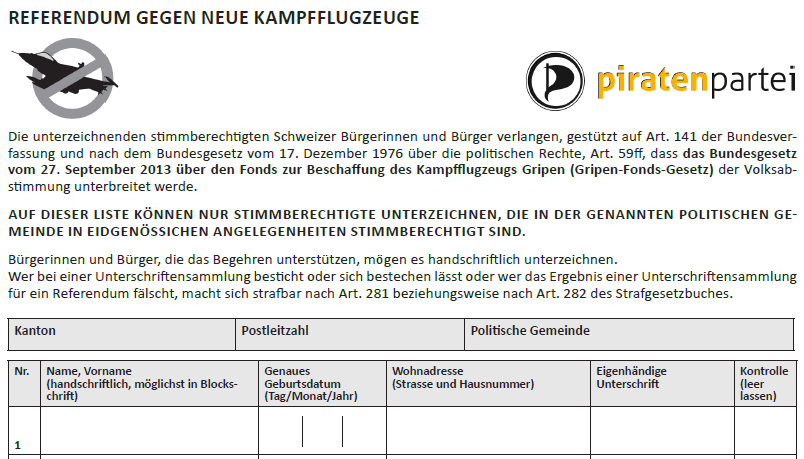 REFERENDUM GEGEN NEUE KAMPFFLUGZEUGE
piratenpartei
Die unterzeichnenden stimmberechtigten Schweizer Bürgerinnen und Bürger verlangen, gestützt auf Art. 141 der Bundesver-
fassung und nach dem Bundesgesetz vom 17. Dezember 1976 über die politischen Rechte, Art. 59ff, dass das Bundesgesetz
vom 27. September 2013 über den Fonds zur Beschaffung des Kampfflugzeugs Gripen (Gripen-Fonds-Gesetz) der Volksab-
stimmung unterbreitet werde.
AUF DIESER LISTE KÖNNEN NUR STIMMBERECHTIGTE UNTERZEICHNEN, DIE IN DER GENANNTEN POLITISCHEN GE-
MEINDE IN EIDGENÖSSICHEN ANGELEGENHEITEN STIMMBERECHTIGT SIND.
Bürgerinnen und Bürger, die das Begehren unterstützen, mögen es handschriftlich unterzeichnen.
Wer bei einer Unterschriftensammlung besticht oder sich bestechen lässt oder wer das Ergebnis einer Unterschriftensammlung
für ein Referendum fälscht, macht sich strafbar nach Art. 281 beziehungsweise nach Art. 282 des Strafgesetzbuches.
Kanton Postleitzahl Politische Gemeinde
Nr. Name, Vorname Genaues Wohnadresse Eigenhändige Kontrolle
(handschriftlich, möglichst in Blocks- Geburtsdatum (Strasse und Hausnummer) Unterschrift (leer
chrift) (Tag/Monat/Jahr) lassen)
1